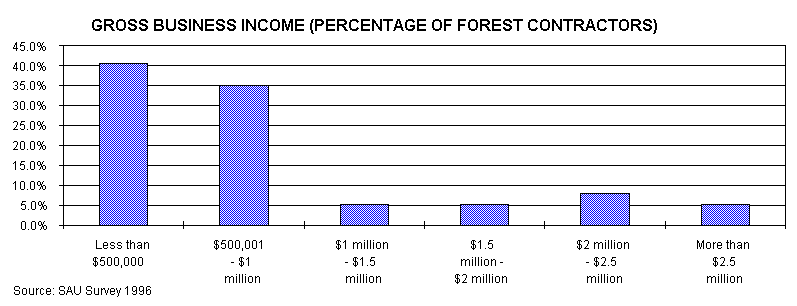 GROSS BUSINESS INCOME (PERCENTAGE OF FOREST CONTRACTORS)
45.0%
40.0%
35.0%
30.0%
25.0%
20.0%
15.0%
10.0%
5.0%
0.0%
Less than
$500,000
$500,001
- $1
million
$1 million
- $1.5
million
$1.5
million -
$2 million
$2 million
- $2.5
million
More than
$2.5
million
Source: SAU Survey 1996